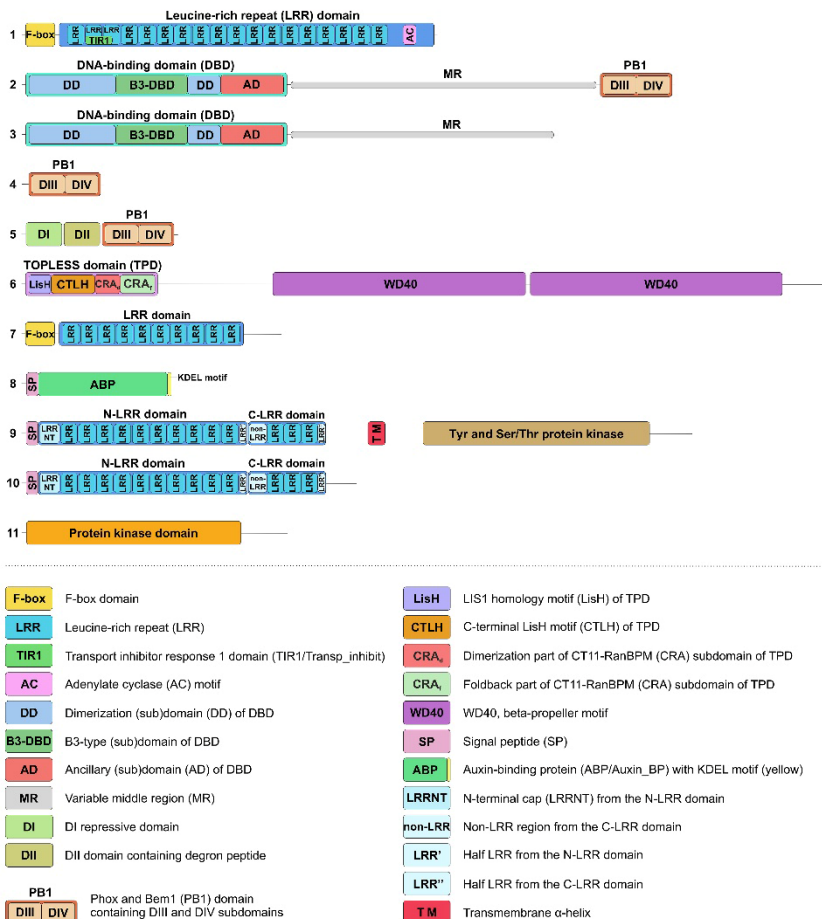 Leucine-rich repeat (LRR) domain
1 F-box LRR LRR LRR TIR1 LRR LRR LRR LRR LRR LRR LRR LRR LRR LRR LRR LRR LRR AC
DNA-binding domain (DBD) PB1
2 DD B3-DBD DD AD MR DIII DIV
DNA-binding domain (DBD)
3 DD B3-DBD DD AD MR
PB1
4 DIII DIV
PB1
5 DI DII DIII DIV
TOPLESS domain (TPD)
6 LisH CTLH CRAd CRAf WD40 WD40
LRR domain
7 F-box LRR LRR LRR LRR LRR LRR LRR LRR LRR LRR
8 SP ABP KDEL motif
N-LRR domain C-LRR domain
9 SP LRR NT LRR LRR LRR LRR LRR LRR LRR LRR LRR LRR LRR' non-LRR LRR LRR LRR LRR'' TM Tyr and Ser/Thr protein kinase
N-LRR domain C-LRR domain
10 SP LRR NT LRR LRR LRR LRR LRR LRR LRR LRR LRR LRR LRR' non-LRR LRR LRR LRR LRR''
11 Protein kinase domain
F-box F-box domain
LRR Leucine-rich repeat (LRR)
TIR1 Transport inhibitor response 1 domain (TIR1/Transp_inhibit)
AC Adenylate cyclase (AC) motif
DD Dimerization (sub)domain (DD) of DBD
B3-DBD B3-type (sub)domain of DBD
AD Ancillary (sub)domain (AD) of DBD
MR Variable middle region (MR)
DI DI repressive domain
DII DII domain containing degron peptide
PB1
DIII DIV Phox and Bem1 (PB1) domain
containing DIII and DIV subdomains
LisH LIS1 homology motif (LisH) of TPD
CTLH C-terminal LisH motif (CTLH) of TPD
CRAd Dimerization part of CT11-RanBPM (CRA) subdomain of TPD
CRAf Foldback part of CT11-RanBPM (CRA) subdomain of TPD
WD40 WD40, beta-propeller motif
SP Signal peptide (SP)
ABP Auxin-binding protein (ABP/Auxin_BP) with KDEL motif (yellow)
LRRNT N-terminal cap (LRRNT) from the N-LRR domain
non-LRR Non-LRR region from the C-LRR domain
LRR' Half LRR from the N-LRR domain
LRR'' Half LRR from the C-LRR domain
TM Transmembrane α-helix